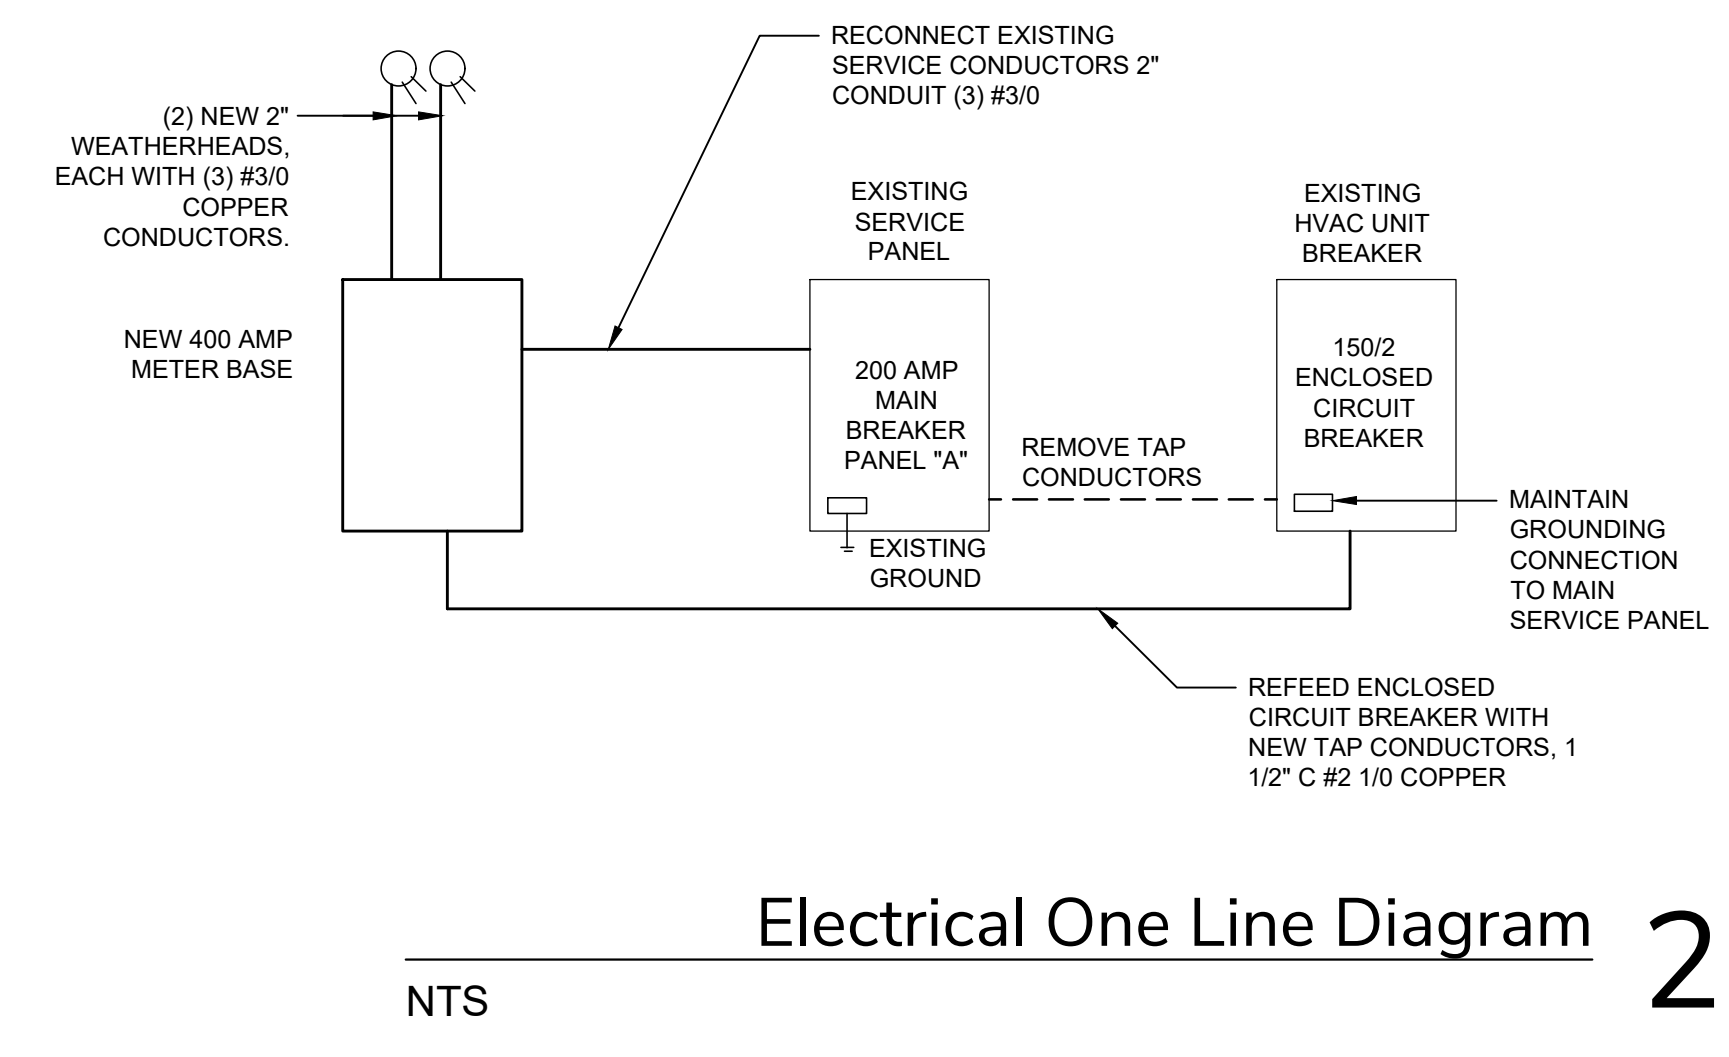 RECONNECT EXISTING
SERVICE CONDUCTORS 2"
CONDUIT (3) #3/0
(2) NEW 2"
WEATHERHEADS,
EACH WITH (3) #3/0
COPPER
CONDUCTORS.
EXISTING
SERVICE
PANEL
EXISTING
HVAC UNIT
BREAKER
NEW 400 AMP
METER BASE
200 AMP
MAIN
BREAKER
PANEL "A"
150/2
ENCLOSED
CIRCUIT
BREAKER
REMOVE TAP
CONDUCTORS
EXISTING
GROUND
MAINTAIN
GROUNDING
CONNECTION
TO MAIN
SERVICE PANEL
REFEED ENCLOSED
CIRCUIT BREAKER WITH
NEW TAP CONDUCTORS, 1
1/2" C #2 1/0 COPPER
Electrical One Line Diagram
2
NTS